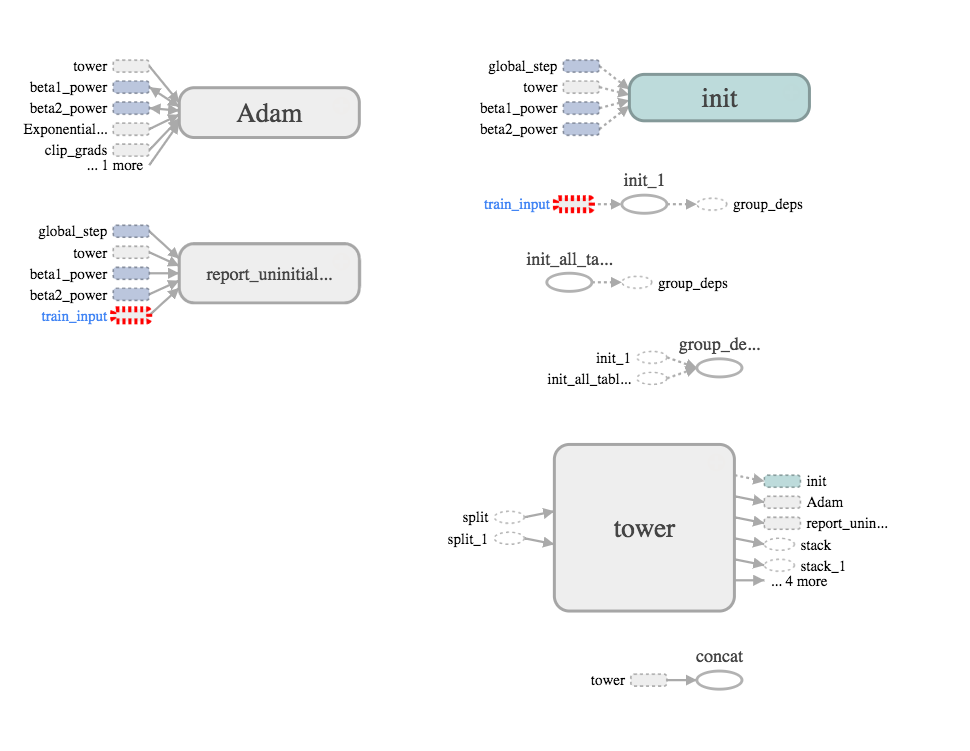 tower
beta1_power
beta2_power
Exponential...
clip_grads
... 1 more
Adam
global_step
tower
beta1_power
beta2_power
train_input
report_uninitial...
global_step
tower
beta1_power
beta2_power
init
init_1
train_input
group_deps
init_all_ta...
group_deps
group_de...
init_1
init_all_tabl...
split
split_1
tower
init
Adam
report_unin...
stack
stack_1
... 4 more
concat
tower